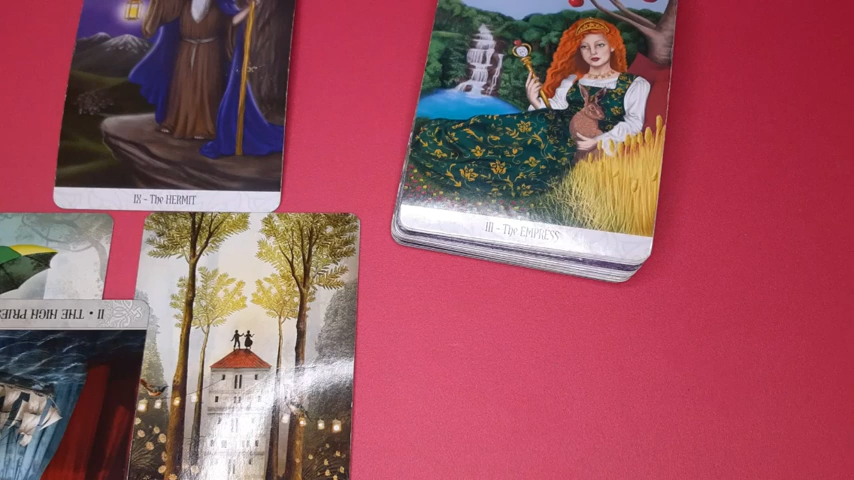 IX - The HERMIT
III - The EMPRESS
II • THE HIGH PRIE